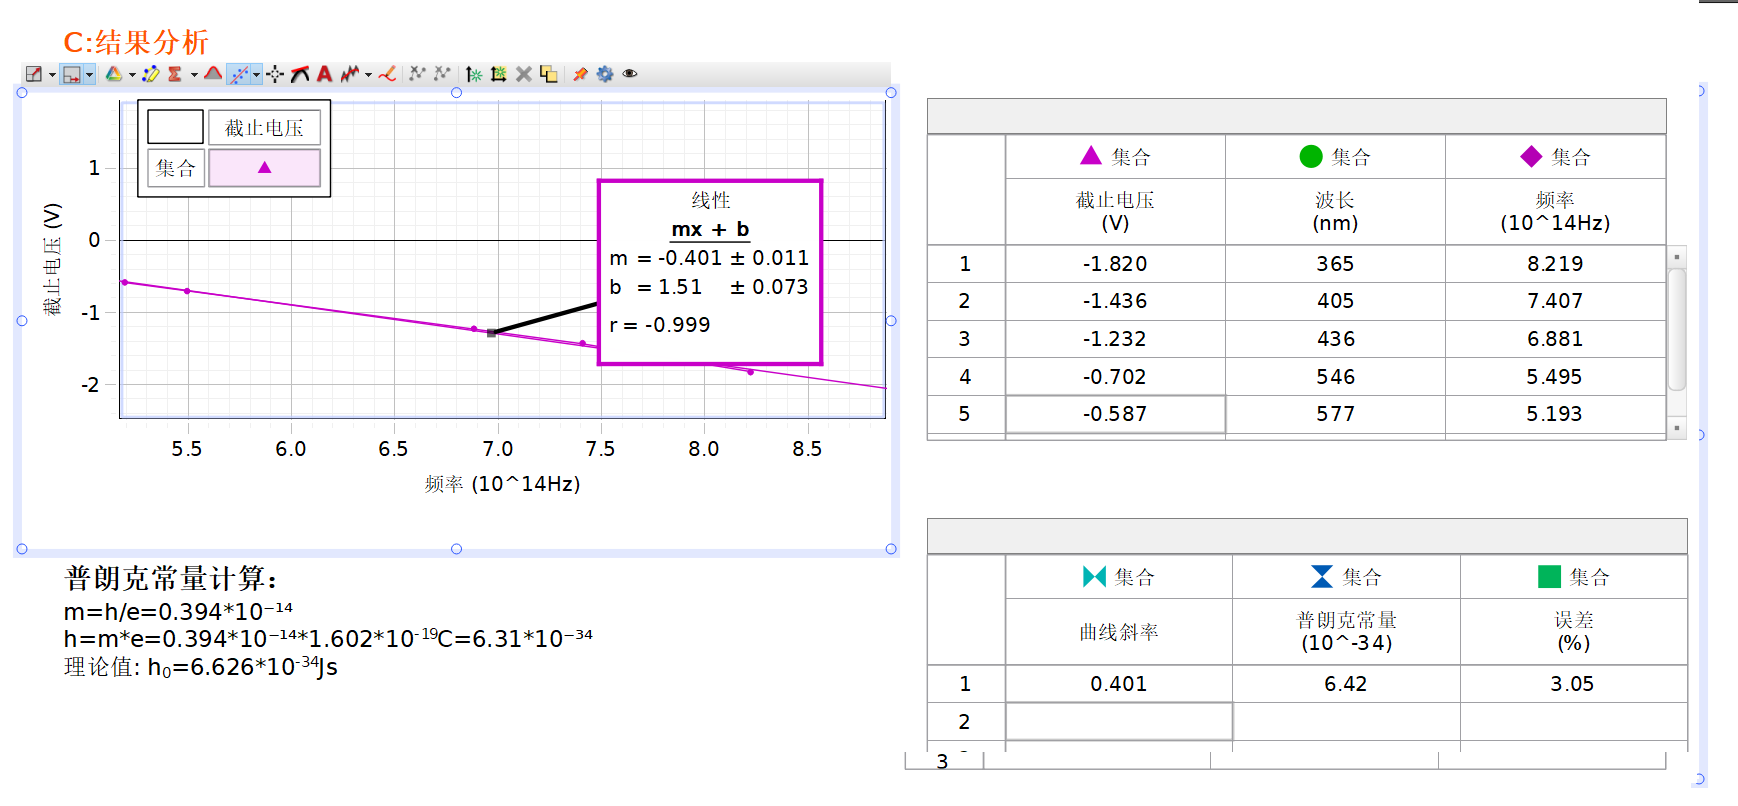 C:结果分析
截止电压
集合
截止电压 (V)
1
0
-1
-2
线性
mx + b
m = -0.401 ± 0.011
b = 1.51 ± 0.073
r = -0.999
5.5 6.0 6.5 7.0 7.5 8.0 8.5
频率 (10^14Hz)
集合 集合 集合
截止电压 波长 频率
(V) (nm) (10^14Hz)
1 -1.820 365 8.219
2 -1.436 405 7.407
3 -1.232 436 6.881
4 -0.702 546 5.495
5 -0.587 577 5.193
普朗克常量计算：
m=h/e=0.394*10⁻¹⁴
h=m*e=0.394*10⁻¹⁴*1.602*10⁻¹⁹C=6.31*10⁻³⁴
理论值: h₀=6.626*10⁻³⁴Js
集合 集合 集合
曲线斜率 普朗克常量 误差
(10^-34) (%)
1 0.401 6.42 3.05
2
3